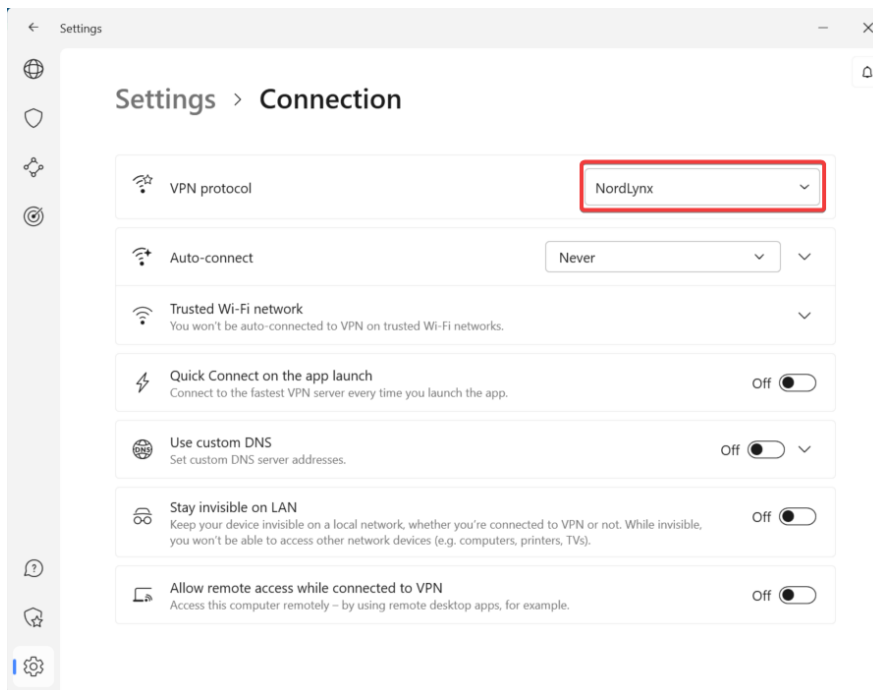 Settings
Settings > Connection
VPN protocol
NordLynx
Auto-connect
Never
Trusted Wi-Fi network
You won't be auto-connected to VPN on trusted Wi-Fi networks.
Quick Connect on the app launch
Connect to the fastest VPN server every time you launch the app.
Off
DNS
Use custom DNS
Set custom DNS server addresses.
Off
Stay invisible on LAN
Keep your device invisible on a local network, whether you're connected to VPN or not. While invisible,
you won't be able to access other network devices (e.g. computers, printers, TVs).
Off
Allow remote access while connected to VPN
Access this computer remotely – by using remote desktop apps, for example.
Off